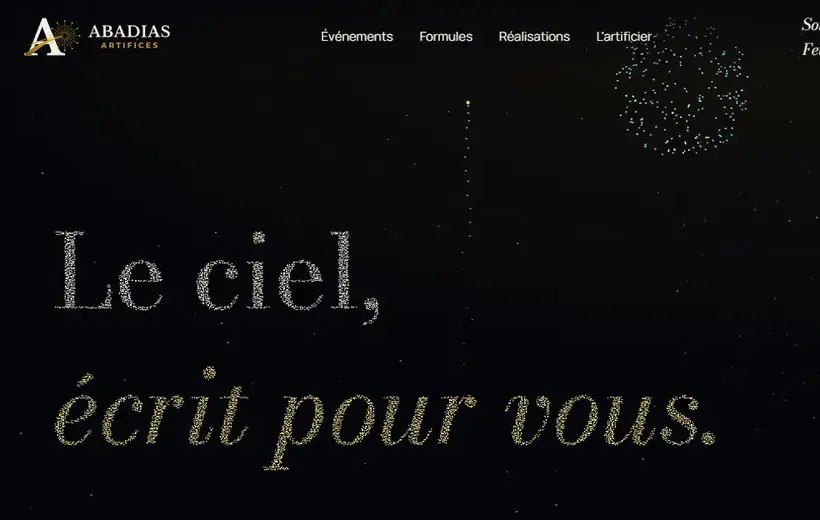 ABADIAS
ARTIFICES
Événements Formules Réalisations L'artificier
Le ciel,
écrit pour vous.